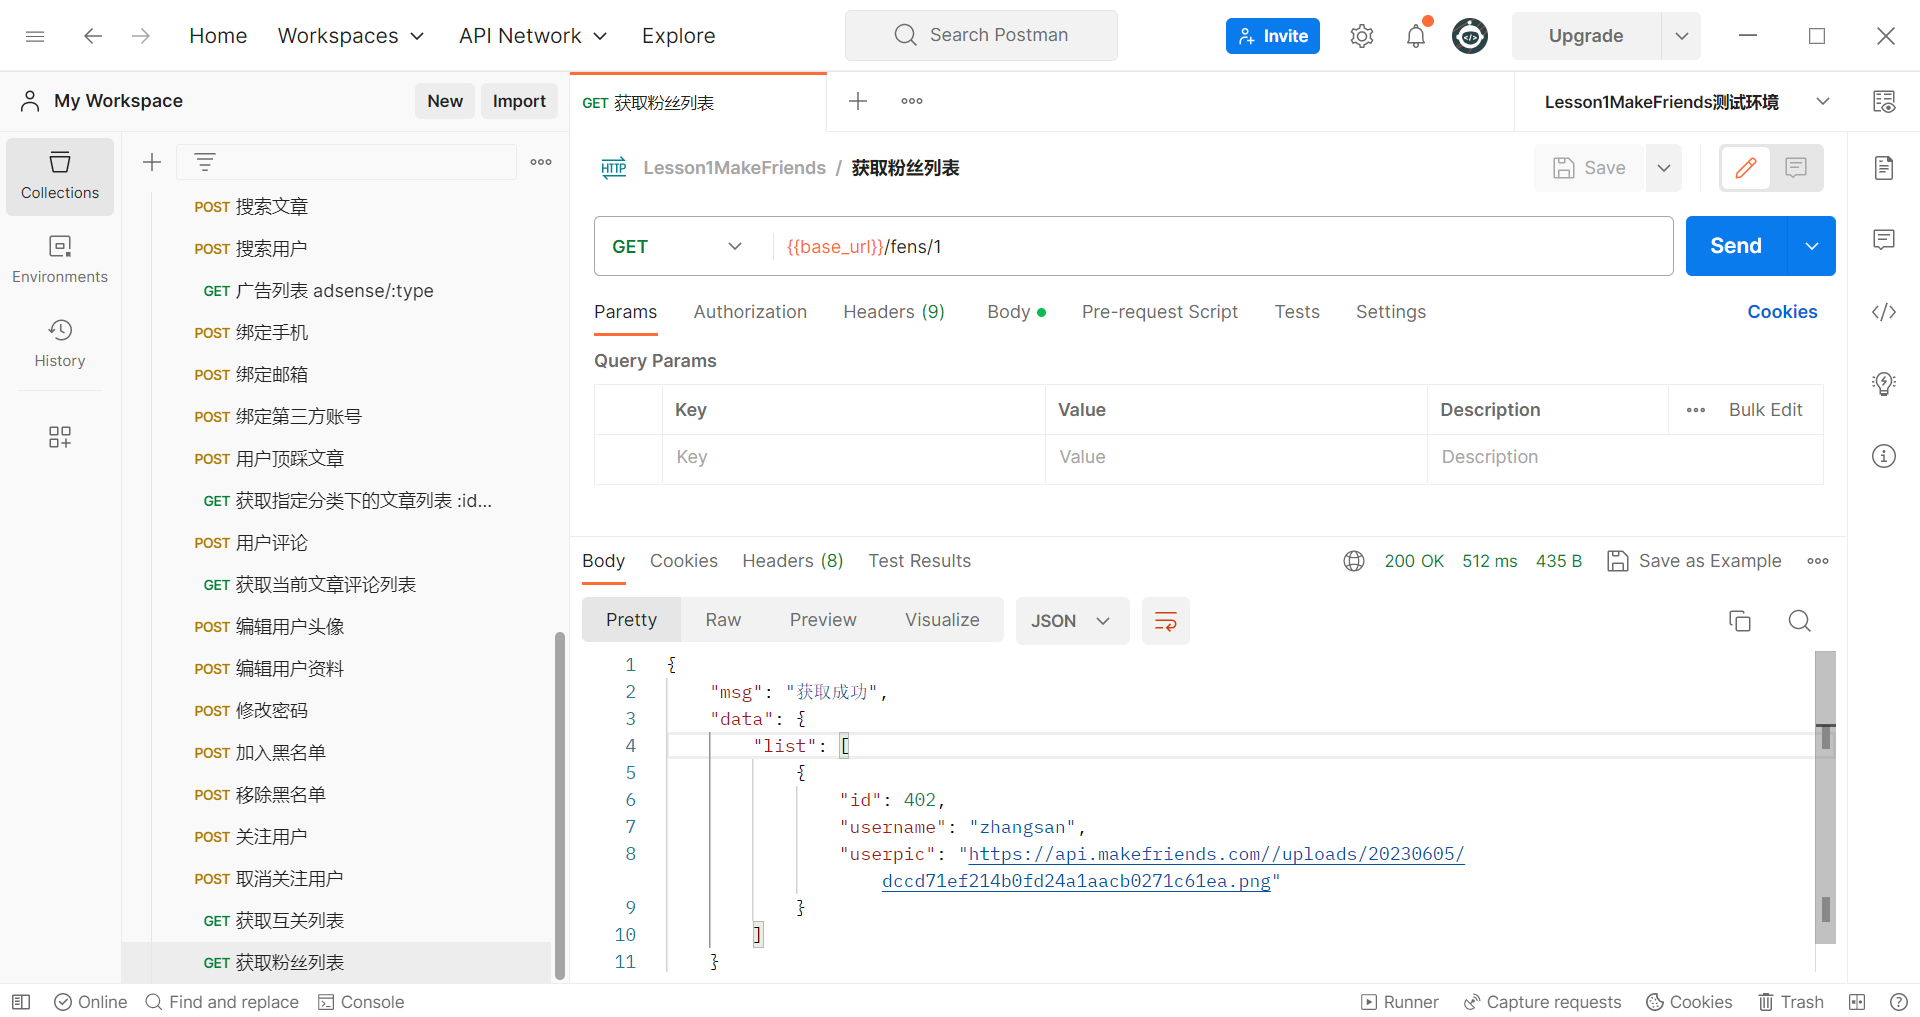 Home
Workspaces
API Network
Explore
Search Postman
Invite
Upgrade
My Workspace
New
Import
GET 获取粉丝列表
Lesson1MakeFriends测试环境
Collections
Environments
History
POST 搜索文章
POST 搜索用户
GET 广告列表 adsense/:type
POST 绑定手机
POST 绑定邮箱
POST 绑定第三方账号
POST 用户顶踩文章
GET 获取指定分类下的文章列表 :id...
POST 用户评论
GET 获取当前文章评论列表
POST 编辑用户头像
POST 编辑用户资料
POST 修改密码
POST 加入黑名单
POST 移除黑名单
POST 关注用户
POST 取消关注用户
GET 获取互关列表
GET 获取粉丝列表
HTTP Lesson1MakeFriends / 获取粉丝列表
Save
GET {{base_url}}/fens/1
Send
Params Authorization Headers (9) Body Pre-request Script Tests Settings Cookies
Query Params
Key Value Description Bulk Edit
Key Value Description
Body Cookies Headers (8) Test Results 200 OK 512 ms 435 B Save as Example
Pretty Raw Preview Visualize JSON
1 {
2 "msg": "获取成功",
3 "data": {
4 "list": [
5 {
6 "id": 402,
7 "username": "zhangsan",
8 "userpic": "https://api.makefriends.com//uploads/20230605/
dccd71ef214b0fd24a1aacb0271c61ea.png"
9 }
10 ]
11 }
Online Find and replace Console Runner Capture requests Cookies Trash